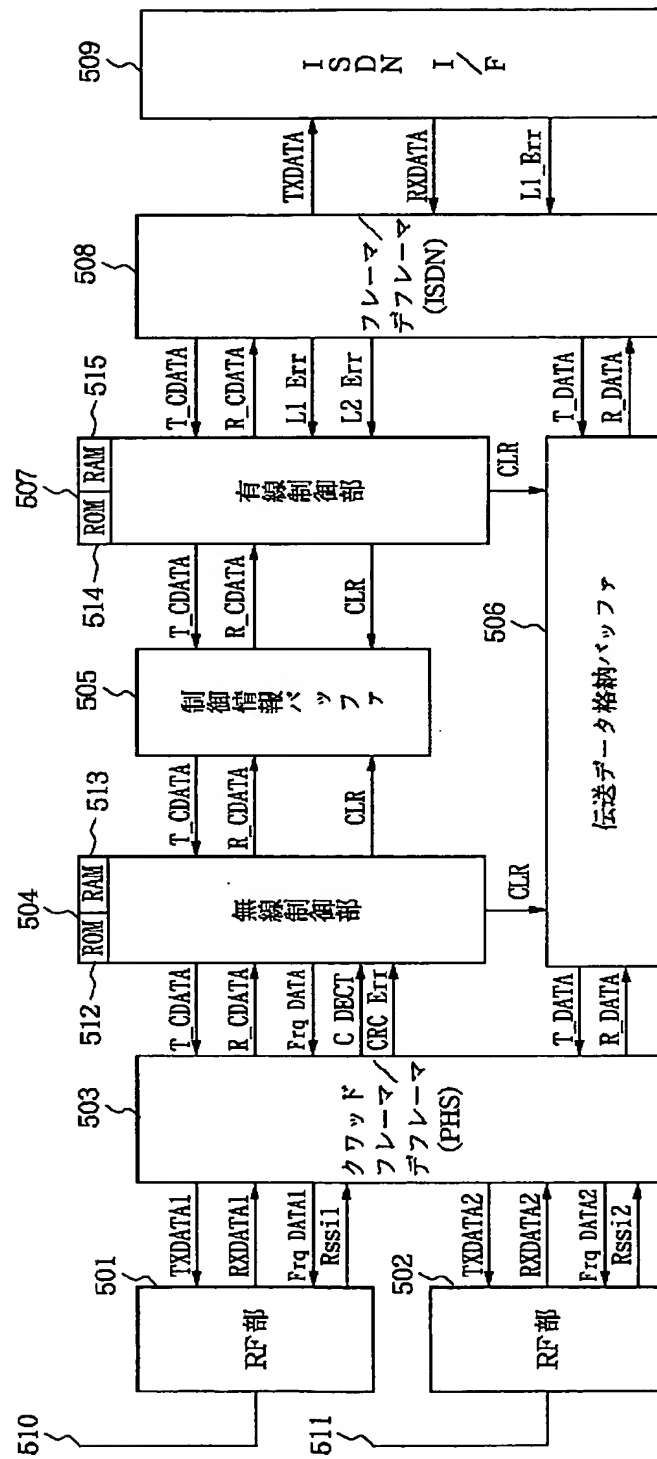 510
511
501
RF部
502
RF部
TXDATA1
RXDATA1
Frq DATA1
Rssi1
TXDATA2
RXDATA2
Frq DATA2
Rssi2
503
クワッド
フレーマ/
デフレーマ
(PHS)
T_CDATA
R_CDATA
Frq DATA
C DECT
CRC Err
T_DATA
R_DATA
512
504
513
ROM
RAM
無線制御部
CLR
T_CDATA
R_CDATA
CLR
505
制御情報バッファ
T_CDATA
R_CDATA
CLR
506
伝送データ格納バッファ
514
507
515
ROM
RAM
有線制御部
CLR
T_CDATA
R_CDATA
L1 Err
L2 Err
T_DATA
R_DATA
508
フレーマ/
デフレーマ
(ISDN)
TXDATA
RXDATA
L1_Err
509
ISDN I/F